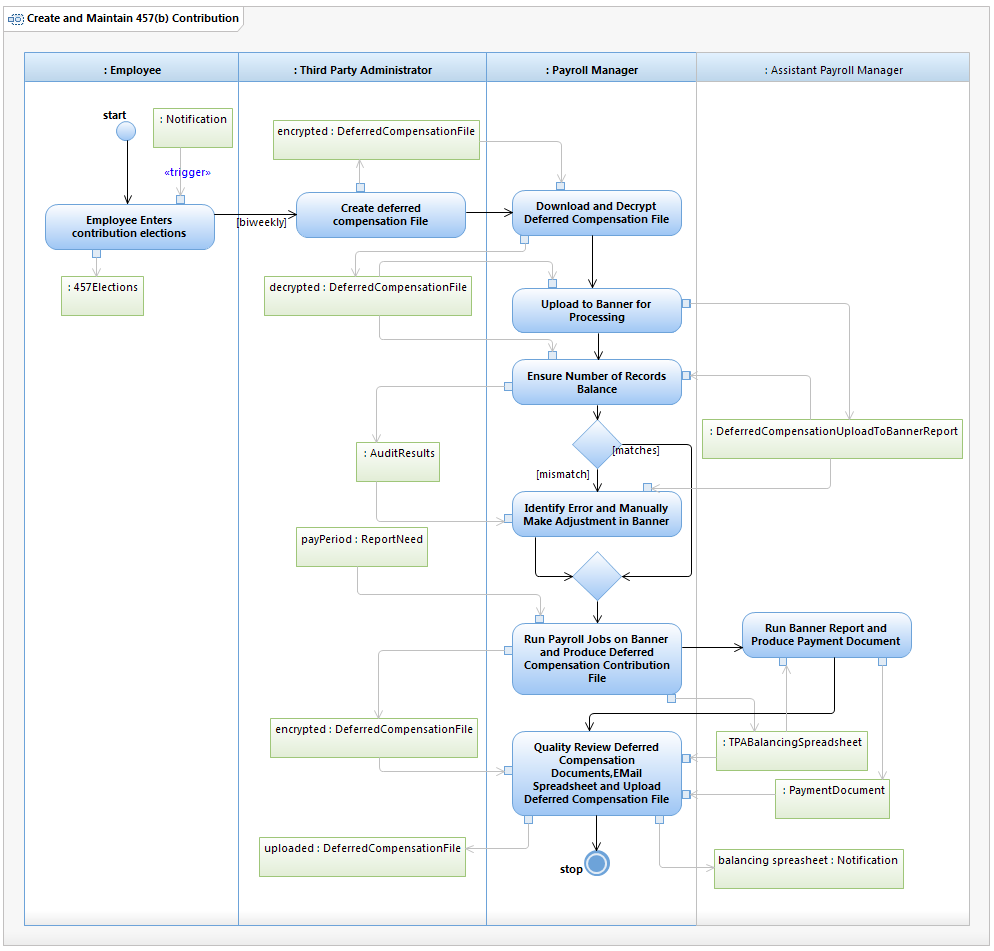 Create and Maintain 457(b) Contribution
: Employee
: Third Party Administrator
: Payroll Manager
: Assistant Payroll Manager
start
: Notification
«trigger»
encrypted : DeferredCompensationFile
Employee Enters
contribution elections
[biweekly]
Create deferred
compensation File
Download and Decrypt
Deferred Compensation File
: 457Elections
decrypted : DeferredCompensationFile
Upload to Banner for
Processing
Ensure Number of Records
Balance
: DeferredCompensationUploadToBannerReport
: AuditResults
[matches]
[mismatch]
Identify Error and Manually
Make Adjustment in Banner
payPeriod : ReportNeed
Run Payroll Jobs on Banner
and Produce Deferred
Compensation Contribution
File
Run Banner Report and
Produce Payment Document
encrypted : DeferredCompensationFile
: TPABalancingSpreadsheet
Quality Review Deferred
Compensation
Documents,EMail
Spreadsheet and Upload
Deferred Compensation File
: PaymentDocument
uploaded : DeferredCompensationFile
stop
balancing spreasheet : Notification